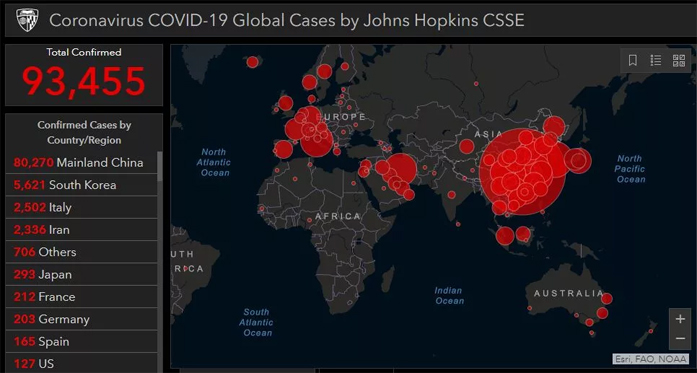 Coronavirus COVID-19 Global Cases by Johns Hopkins CSSE
Total Confirmed
93,455
Confirmed Cases by
Country/Region
80,270 Mainland China
5,621 South Korea
2,502 Italy
2,336 Iran
706 Others
293 Japan
212 France
203 Germany
165 Spain
127 US
EUROPE
ASIA
North
Atlantic
Ocean
North
Pacific
Ocean
AFRICA
UTH
RICA
Indian
Ocean
AUSTRALIA
South
Atlantic
Ocean
+
−
Esri, FAO, NOAA